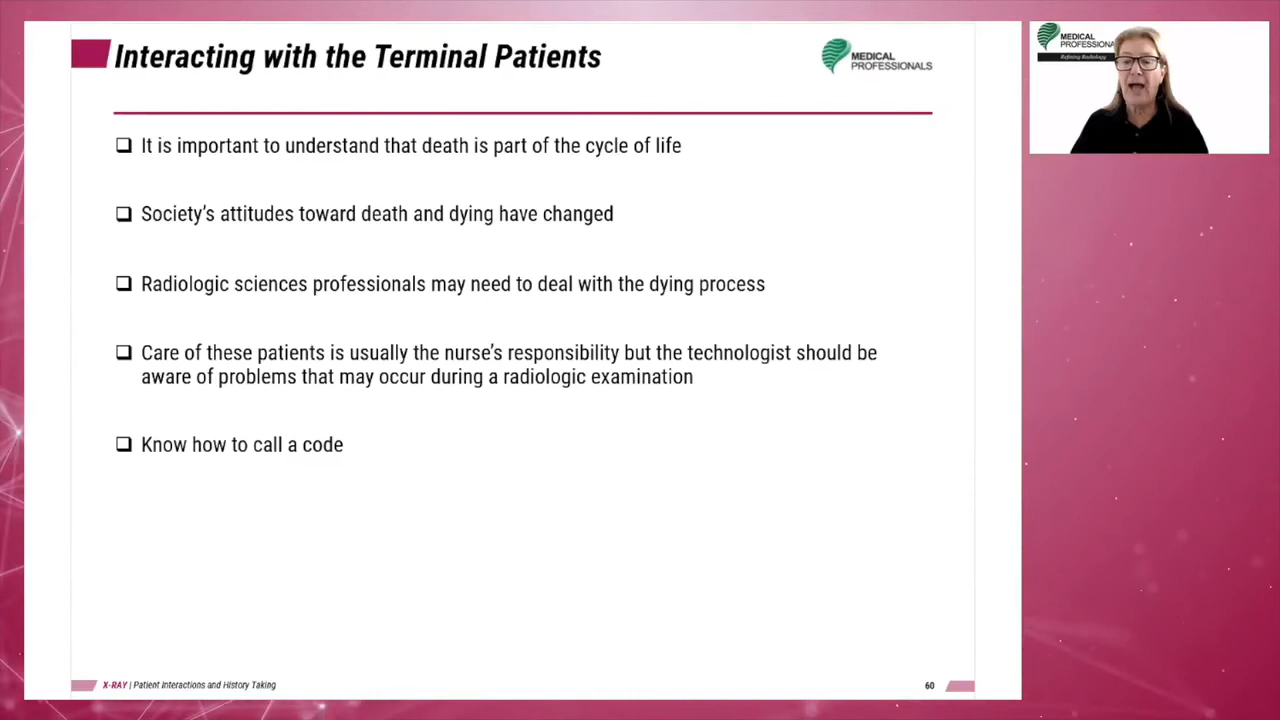 Interacting with the Terminal Patients
MEDICAL
PROFESSIONALS
❑ It is important to understand that death is part of the cycle of life
❑ Society's attitudes toward death and dying have changed
❑ Radiologic sciences professionals may need to deal with the dying process
❑ Care of these patients is usually the nurse's responsibility but the technologist should be
aware of problems that may occur during a radiologic examination
❑ Know how to call a code
X-RAY | Patient Interactions and History Taking
60
MEDICAL
Refining Radiology